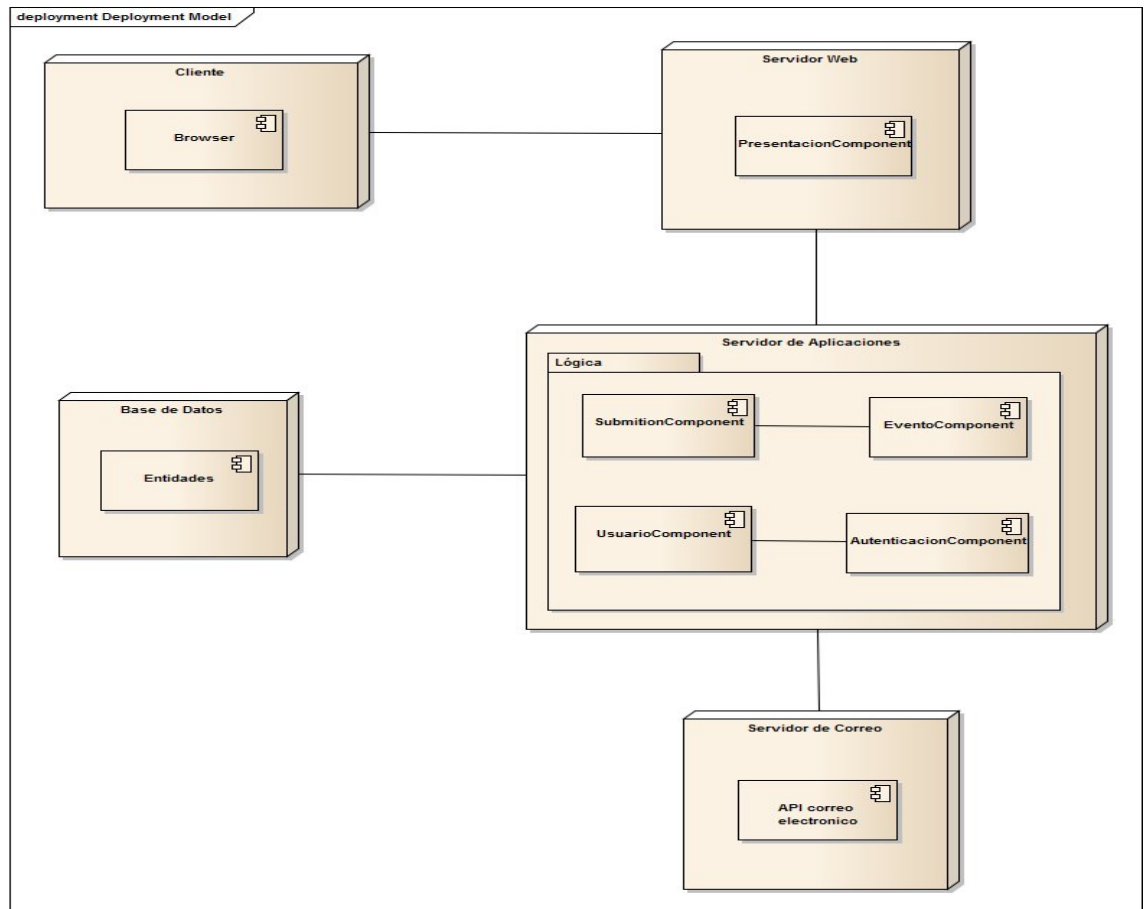 deployment Deployment Model
Cliente
Browser
Servidor Web
PresentacionComponent
Servidor de Aplicaciones
Lógica
SubmitionComponent
EventoComponent
UsuarioComponent
AutenticacionComponent
Base de Datos
Entidades
Servidor de Correo
API correo
electronico